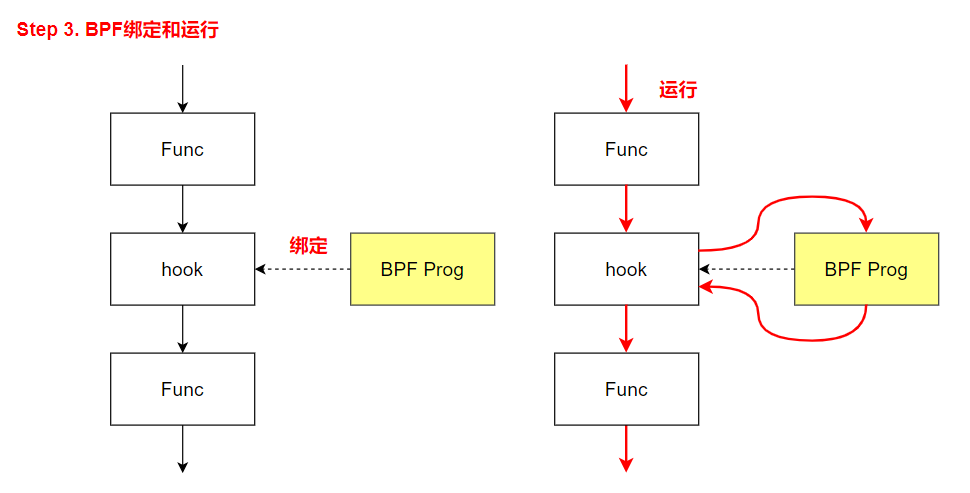 Step 3. BPF绑定和运行
Func
hook
绑定
BPF Prog
Func
运行
Func
hook
BPF Prog
Func